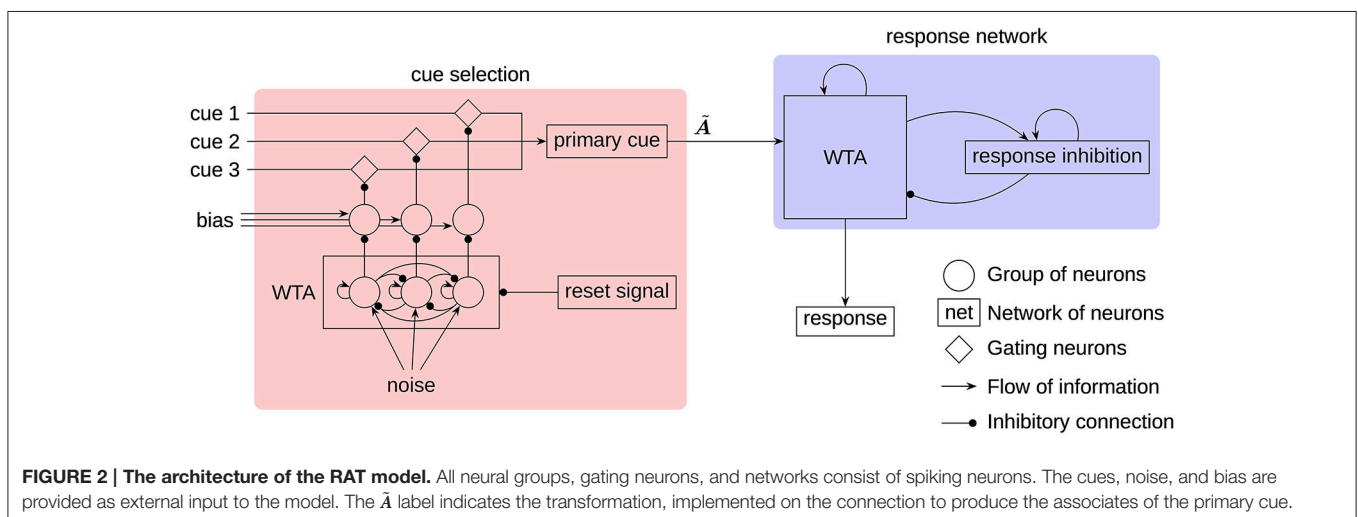 response network
cue selection
cue 1
cue 2
cue 3
bias
primary cue
Ã
WTA
response inhibition
WTA
reset signal
noise
response
Group of neurons
net Network of neurons
Gating neurons
Flow of information
Inhibitory connection
FIGURE 2 | The architecture of the RAT model. All neural groups, gating neurons, and networks consist of spiking neurons. The cues, noise, and bias are
provided as external input to the model. The Ã label indicates the transformation, implemented on the connection to produce the associates of the primary cue.